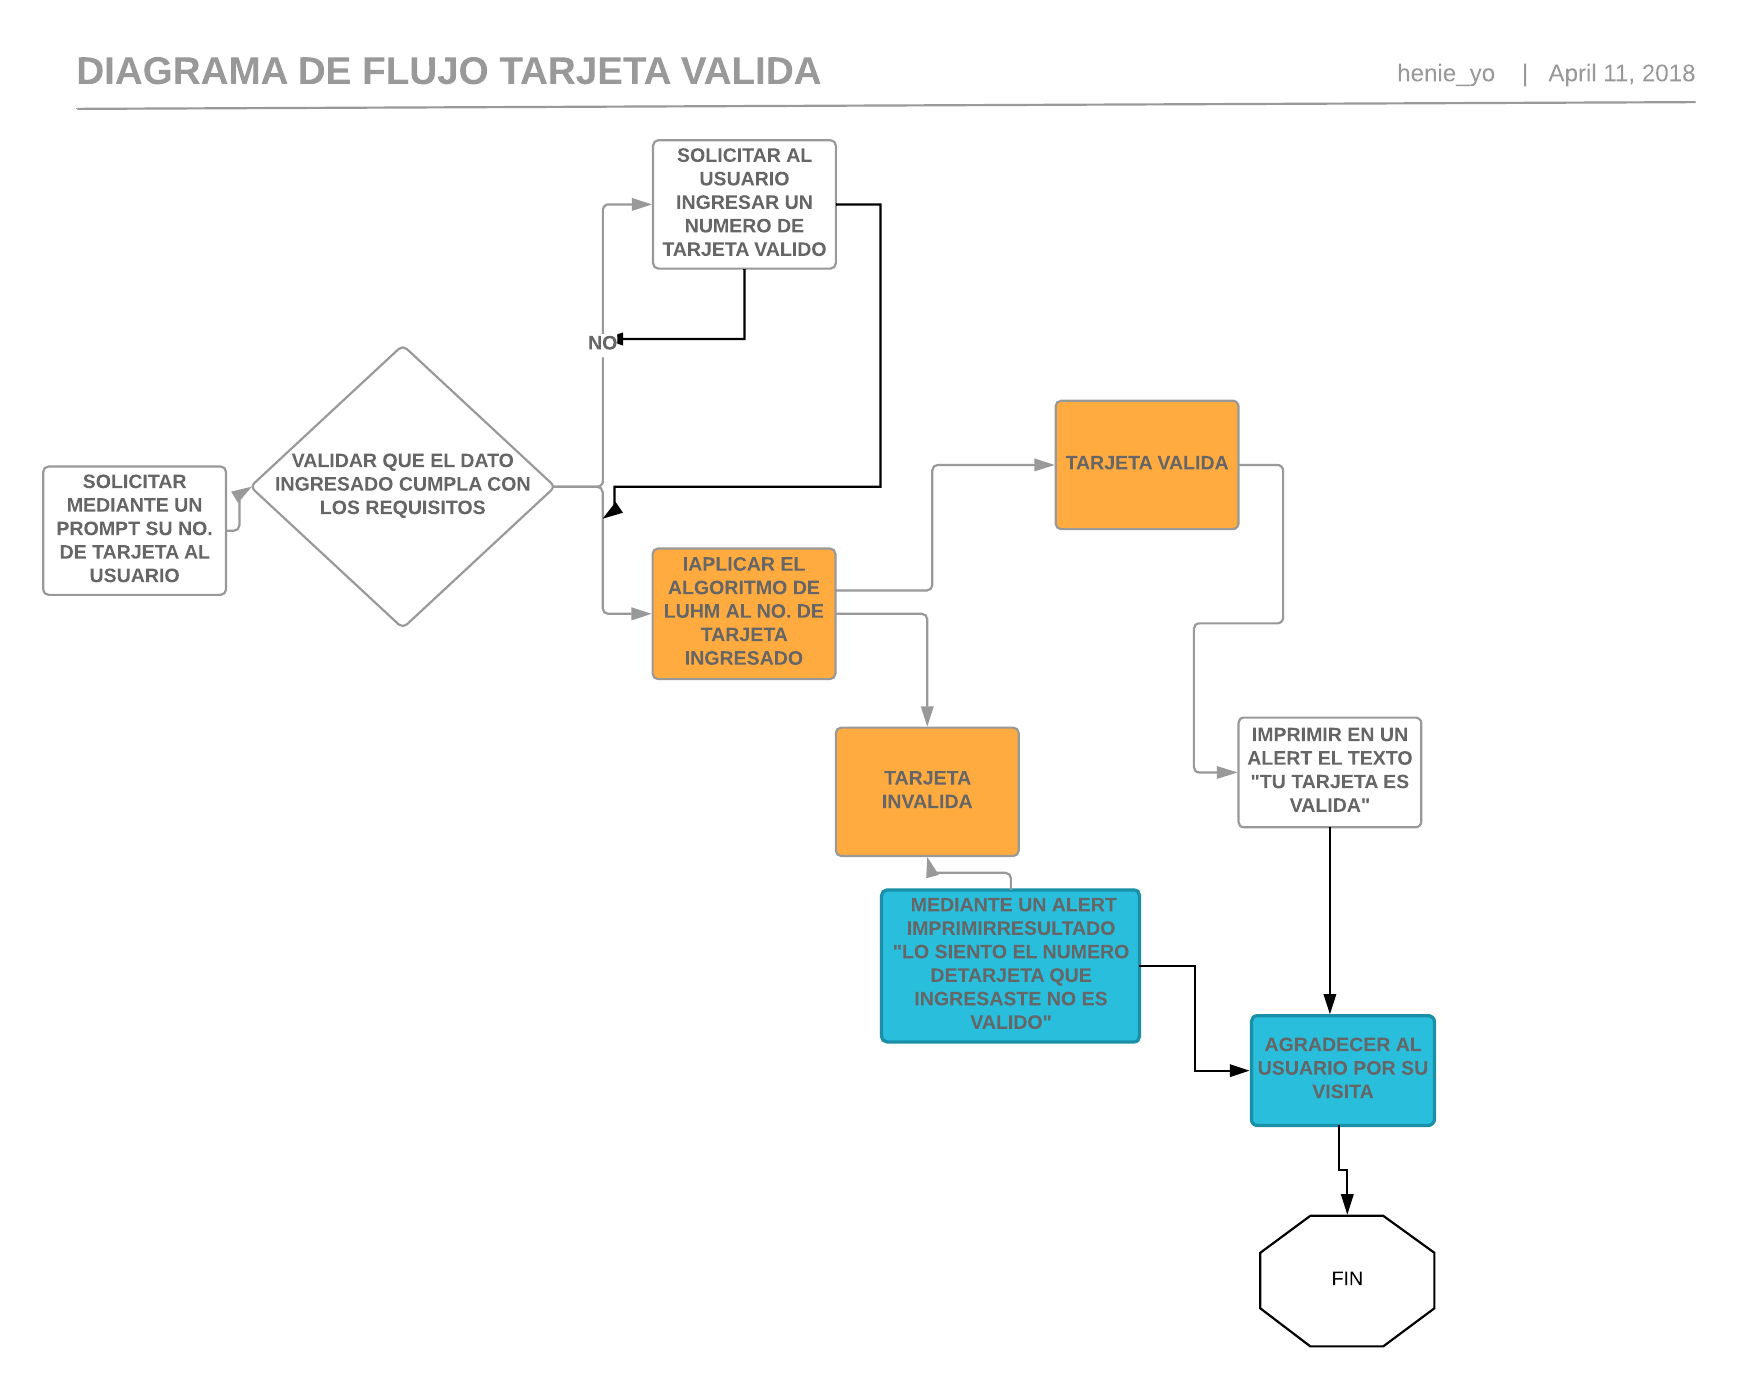 DIAGRAMA DE FLUJO TARJETA VALIDA
henie_yo | April 11, 2018
SOLICITAR AL
USUARIO
INGRESAR UN
NUMERO DE
TARJETA VALIDO
NO
VALIDAR QUE EL DATO
INGRESADO CUMPLA CON
LOS REQUISITOS
SOLICITAR
MEDIANTE UN
PROMPT SU NO.
DE TARJETA AL
USUARIO
TARJETA VALIDA
IAPLICAR EL
ALGORITMO DE
LUHM AL NO. DE
TARJETA
INGRESADO
TARJETA
INVALIDA
IMPRIMIR EN UN
ALERT EL TEXTO
"TU TARJETA ES
VALIDA"
MEDIANTE UN ALERT
IMPRIMIRRESULTADO
"LO SIENTO EL NUMERO
DETARJETA QUE
INGRESASTE NO ES
VALIDO"
AGRADECER AL
USUARIO POR SU
VISITA
FIN